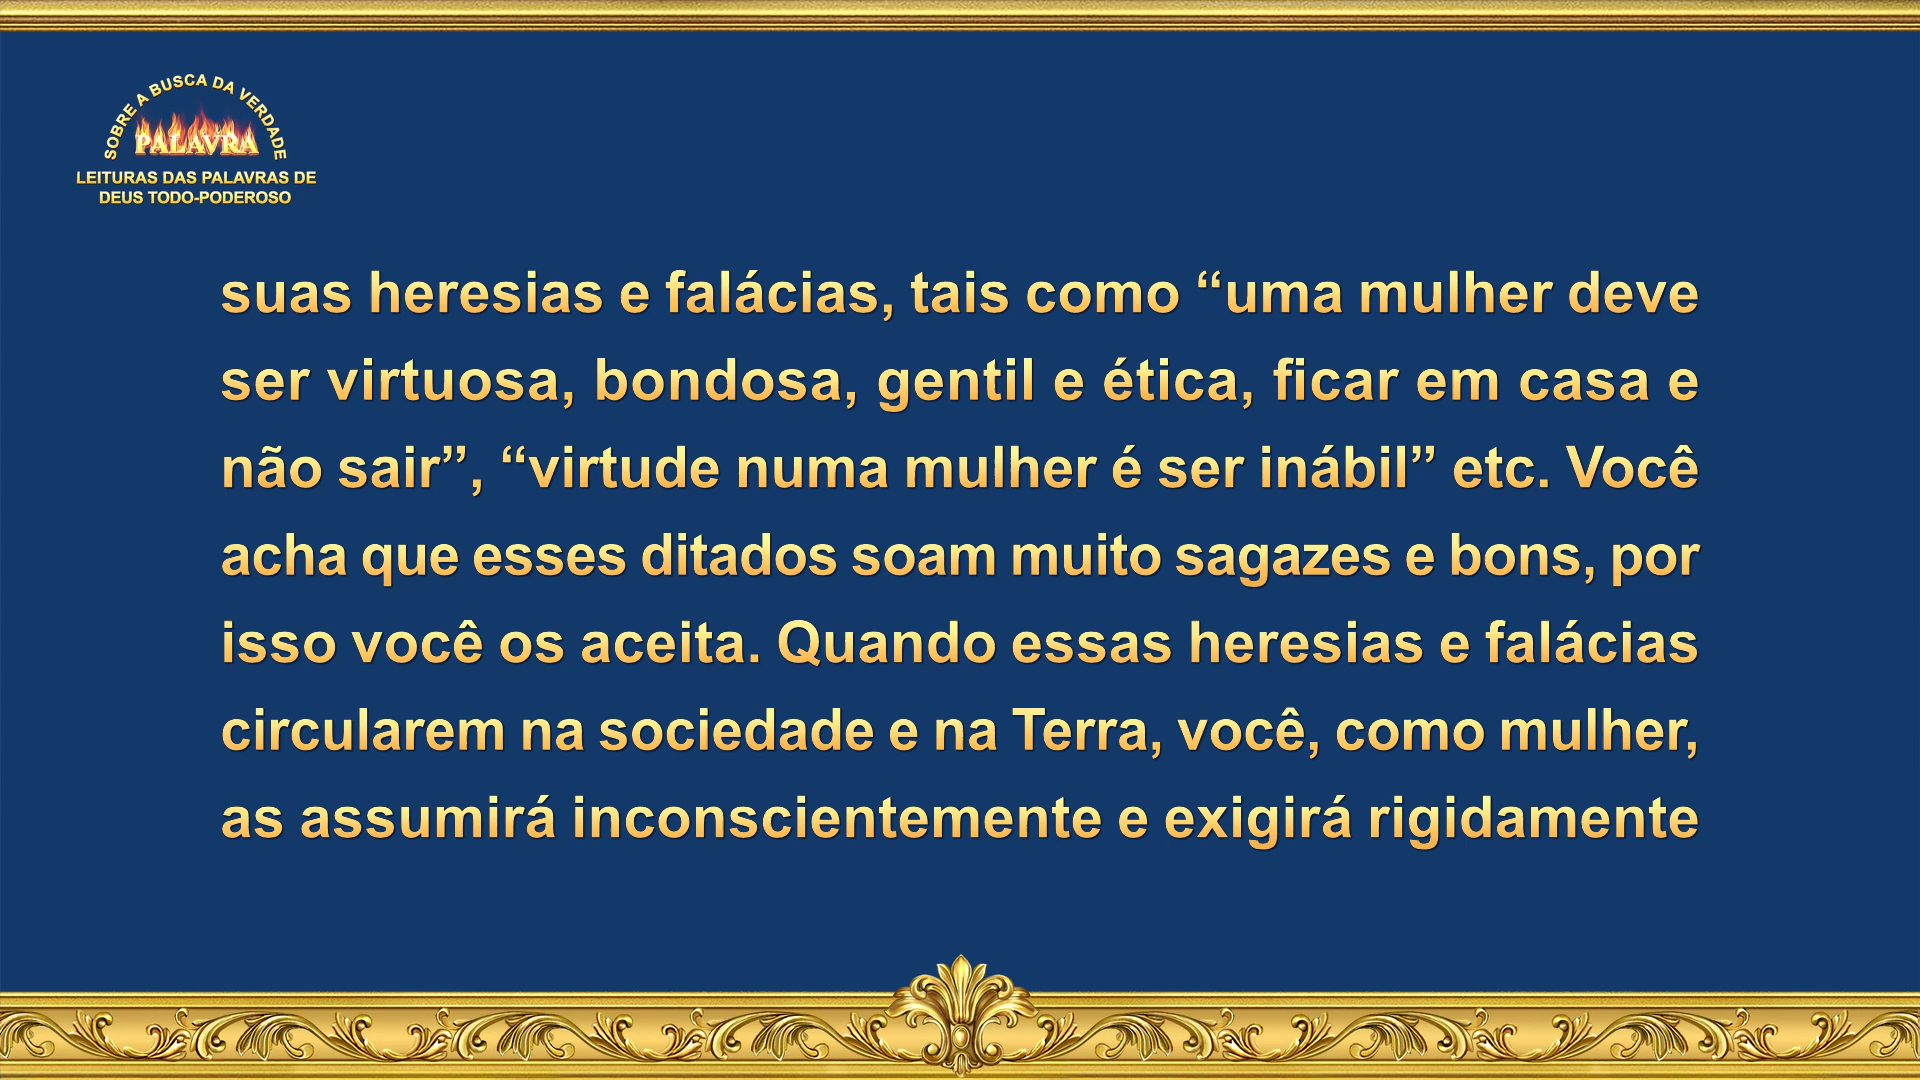 SOBRE A BUSCA DA VERDADE
PALAVRA
LEITURAS DAS PALAVRAS DE
DEUS TODO-PODEROSO
suas heresias e falácias, tais como “uma mulher deve
ser virtuosa, bondosa, gentil e ética, ficar em casa e
não sair”, “virtude numa mulher é ser inábil” etc. Você
acha que esses ditados soam muito sagazes e bons, por
isso você os aceita. Quando essas heresias e falácias
circularem na sociedade e na Terra, você, como mulher,
as assumirá inconscientemente e exigirá rigidamente